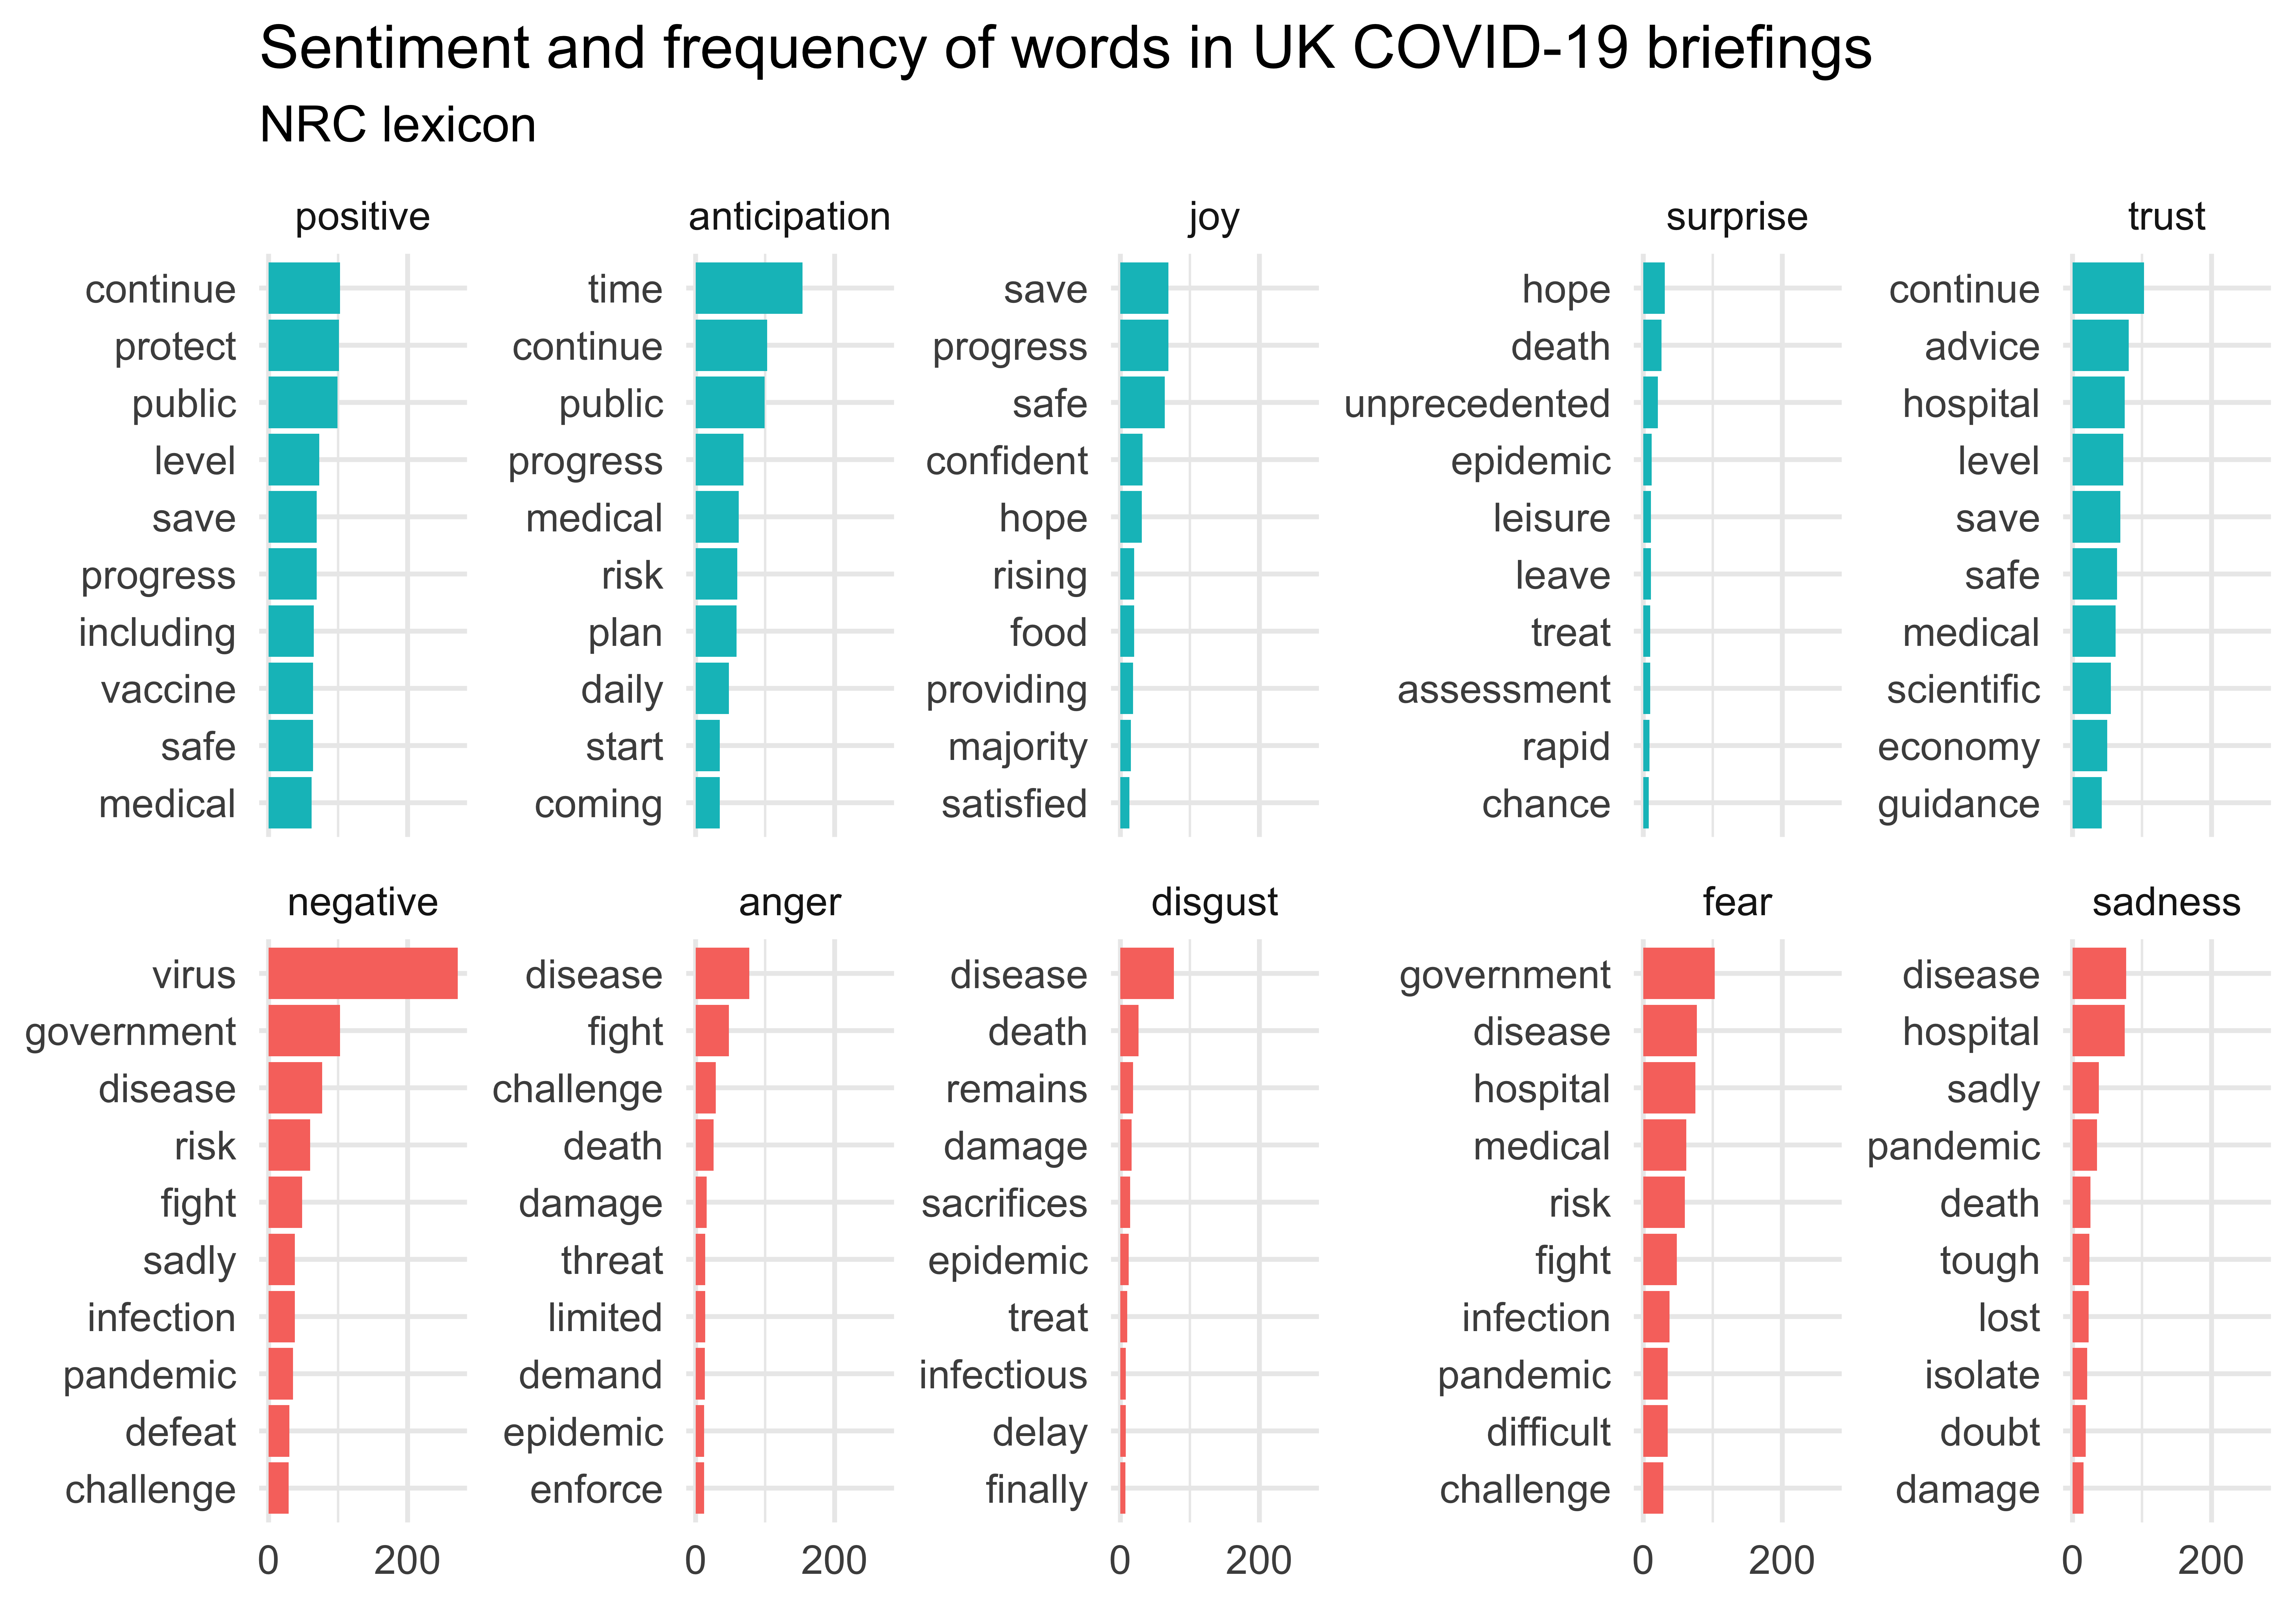 Sentiment and frequency of words in UK COVID-19 briefings
NRC lexicon
positive
continue
protect
public
level
save
progress
including
vaccine
safe
medical
anticipation
time
continue
public
progress
medical
risk
plan
daily
start
coming
joy
save
progress
safe
confident
hope
rising
food
providing
majority
satisfied
surprise
hope
death
unprecedented
epidemic
leisure
leave
treat
assessment
rapid
chance
trust
continue
advice
hospital
level
save
safe
medical
scientific
economy
guidance
negative
virus
government
disease
risk
fight
sadly
infection
pandemic
defeat
challenge
0 200
anger
disease
fight
challenge
death
damage
threat
limited
demand
epidemic
enforce
0 200
disgust
disease
death
remains
damage
sacrifices
epidemic
treat
infectious
delay
finally
0 200
fear
government
disease
hospital
medical
risk
fight
infection
pandemic
difficult
challenge
0 200
sadness
disease
hospital
sadly
pandemic
death
tough
lost
isolate
doubt
damage
0 200